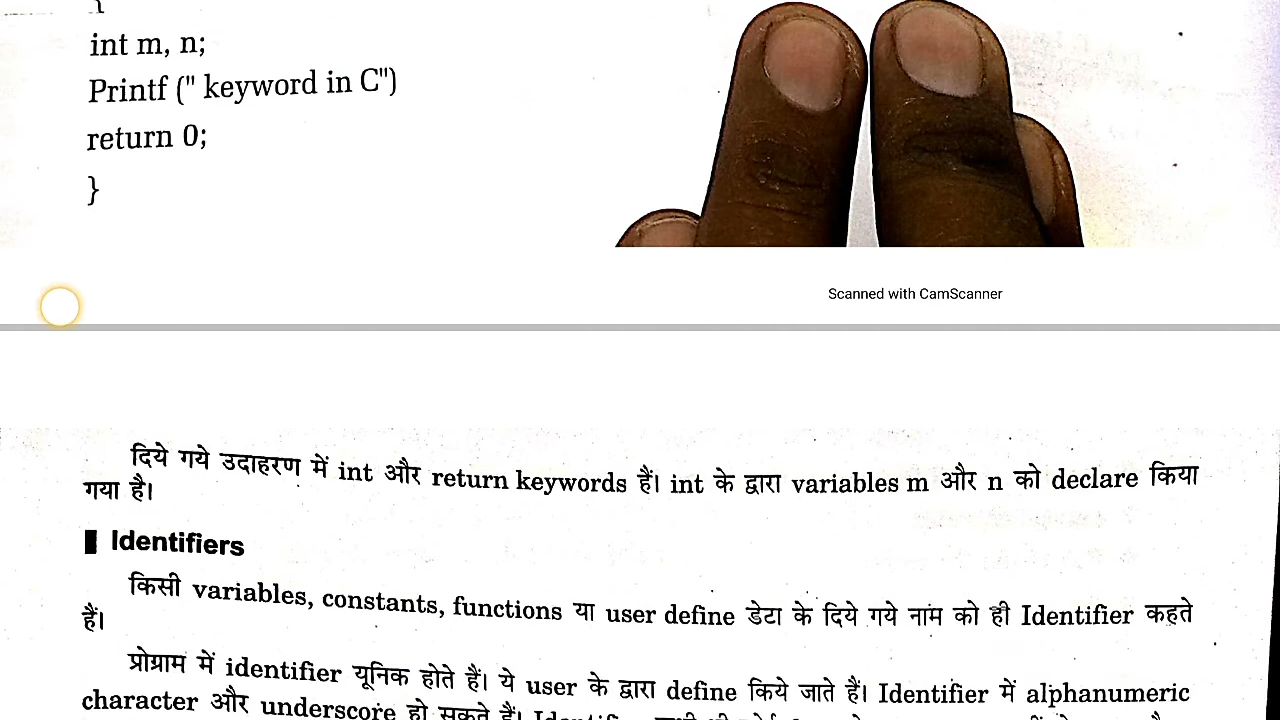 }
int m, n;
Printf (" keyword in C")
return 0;
}
Scanned with CamScanner
दिये गये उदाहरण में int और return keywords हैं। int के द्वारा variables m और n को declare किया
गया है।
Identifiers
किसी variables, constants, functions या user define डेटा के दिये गये नाम को ही Identifier कहते
हैं।
प्रोग्राम में identifier यूनिक होते हैं। ये user के द्वारा define किये जाते हैं। Identifier में alphanumeric
character और underscore हो सकते हैं।